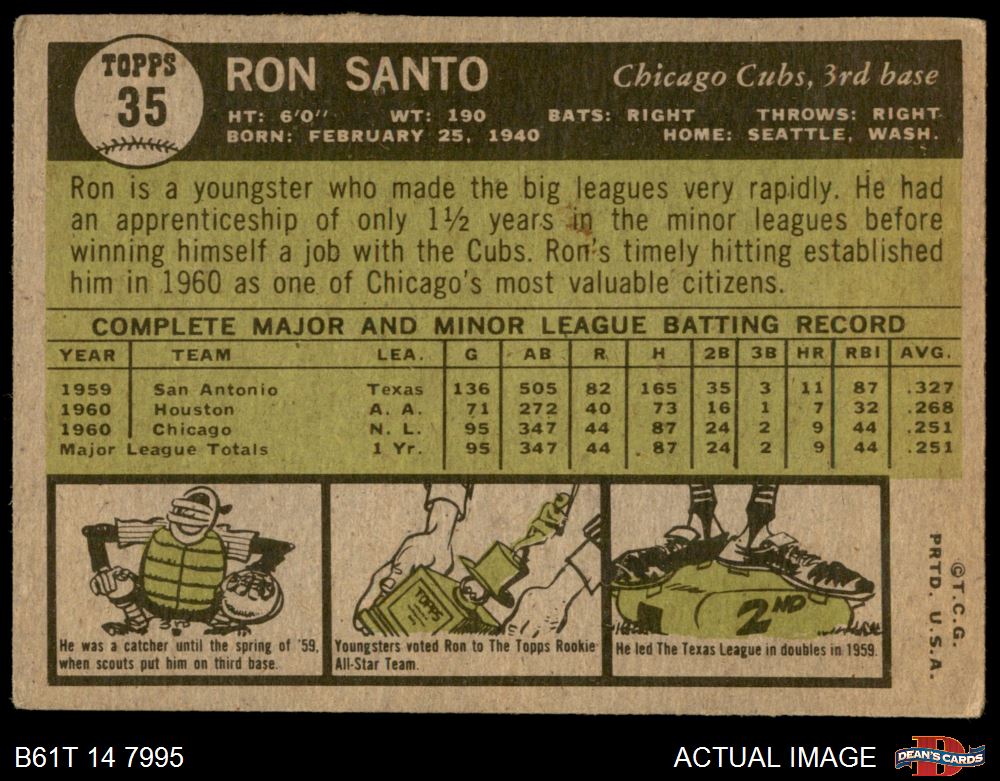 TOPPS
35
RON SANTO
Chicago Cubs, 3rd base
HT: 6'0" WT: 190 BATS: RIGHT THROWS: RIGHT
BORN: FEBRUARY 25, 1940 HOME: SEATTLE, WASH.
Ron is a youngster who made the big leagues very rapidly. He had
an apprenticeship of only 1½ years in the minor leagues before
winning himself a job with the Cubs. Ron's timely hitting established
him in 1960 as one of Chicago's most valuable citizens.
COMPLETE MAJOR AND MINOR LEAGUE BATTING RECORD
YEAR TEAM LEA. G AB R H 2B 3B HR RBI AVG.
1959 San Antonio Texas 136 505 82 165 35 3 11 87 .327
1960 Houston A. A. 71 272 40 73 16 1 7 32 .268
1960 Chicago N. L. 95 347 44 87 24 2 9 44 .251
Major League Totals 1 Yr. 95 347 44 87 24 2 9 44 .251
He was a catcher until the spring of '59,
when scouts put him on third base.
TOPPS
Youngsters voted Ron to The Topps Rookie
All-Star Team.
2ND
He led The Texas League in doubles in 1959.
©T.C.G.
PRTD. U.S.A.
B61T 14 7995
ACTUAL IMAGE
D
DEAN'S CARDS